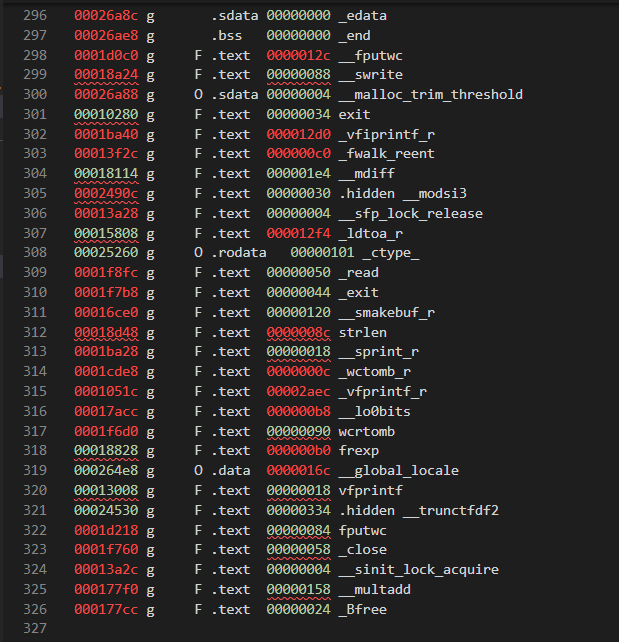 296 00026a8c g .sdata 00000000 _edata
297 00026ae8 g .bss 00000000 _end
298 0001d0c0 g F .text 0000012c __fputwc
299 00018a24 g F .text 00000088 __swrite
300 00026a88 g O .sdata 00000004 __malloc_trim_threshold
301 00010280 g F .text 00000034 exit
302 0001ba40 g F .text 000012d0 _vfiprintf_r
303 00013f2c g F .text 000000c0 _fwalk_reent
304 00018114 g F .text 000001e4 __mdiff
305 0002490c g F .text 00000030 .hidden __modsi3
306 00013a28 g F .text 00000004 __sfp_lock_release
307 00015808 g F .text 000012f4 _ldtoa_r
308 00025260 g O .rodata 00000101 _ctype_
309 0001f8fc g F .text 00000050 _read
310 0001f7b8 g F .text 00000044 _exit
311 00016ce0 g F .text 00000120 __smakebuf_r
312 00018d48 g F .text 0000008c strlen
313 0001ba28 g F .text 00000018 __sprint_r
314 0001cde8 g F .text 0000000c _wctomb_r
315 0001051c g F .text 00002aec _vfprintf_r
316 00017acc g F .text 000000b8 __lo0bits
317 0001f6d0 g F .text 00000090 wcrtomb
318 00018828 g F .text 000000b0 frexp
319 000264e8 g O .data 0000016c __global_locale
320 00013008 g F .text 00000018 vfprintf
321 00024530 g F .text 00000334 .hidden __trunctfdf2
322 0001d218 g F .text 00000084 fputwc
323 0001f760 g F .text 00000058 _close
324 00013a2c g F .text 00000004 __sinit_lock_acquire
325 000177f0 g F .text 00000158 __multadd
326 000177cc g F .text 00000024 _Bfree
327